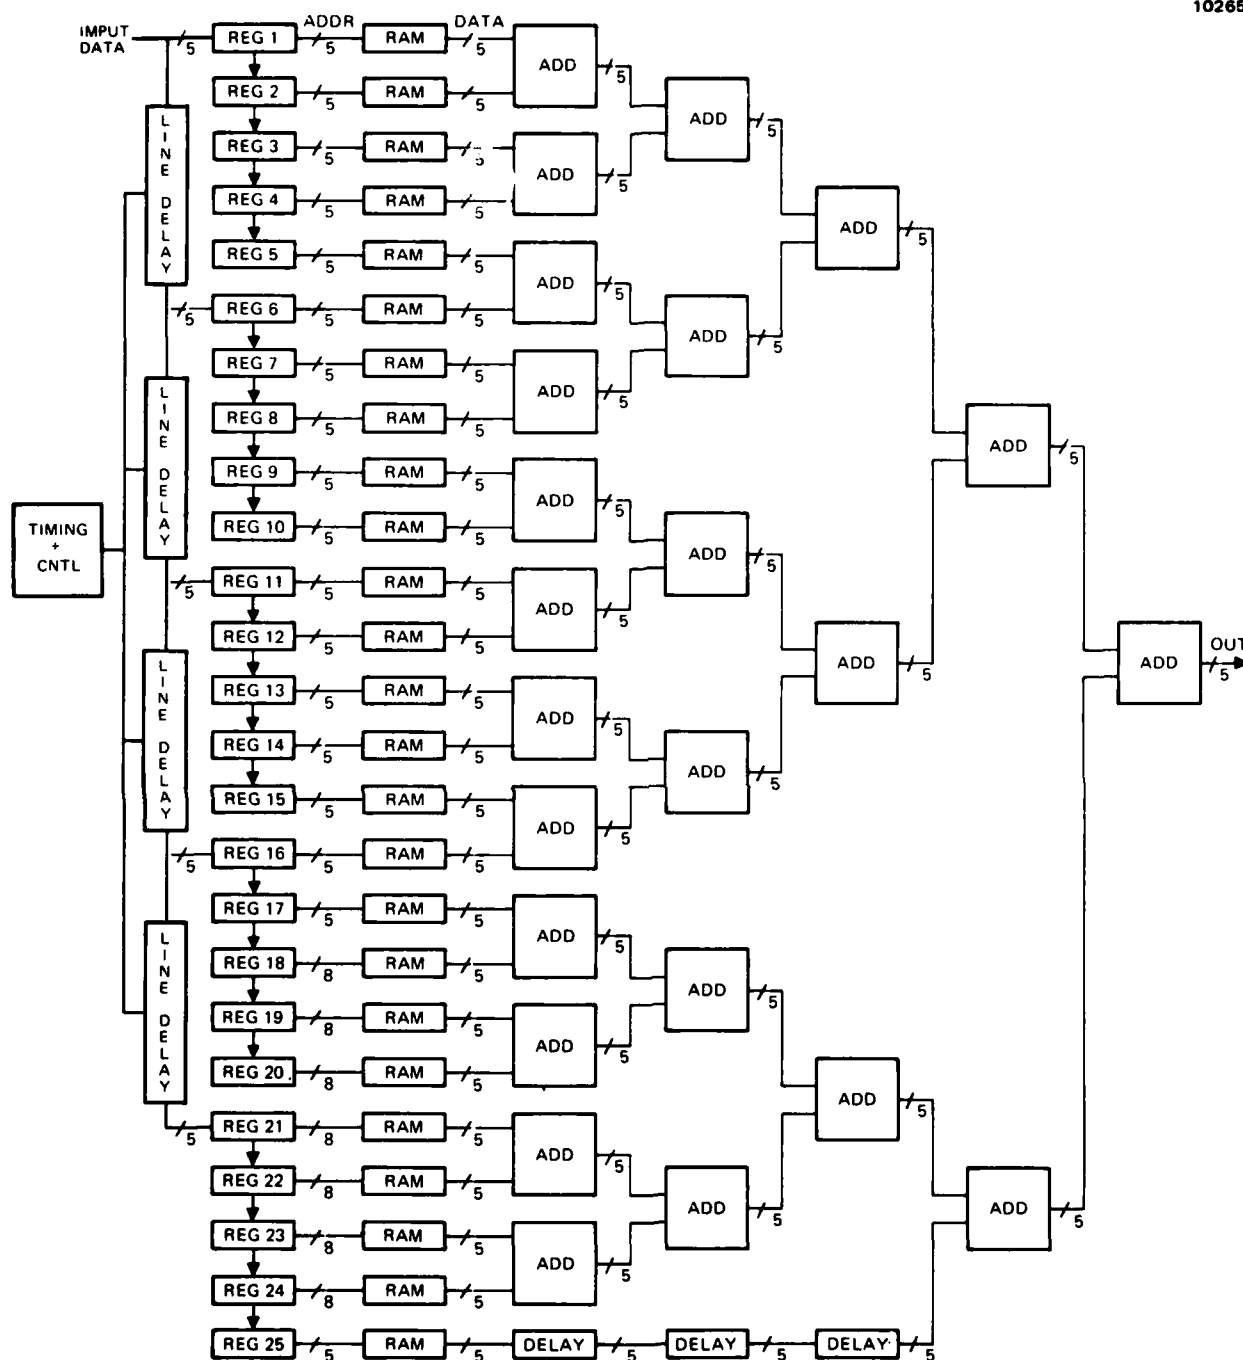 10265
IMPUT DATA
ADDR
DATA
REG 1 5 RAM 5
5
REG 2 5 RAM 5
ADD 5
REG 3 5 RAM 5
ADD 5
REG 4 5 RAM 5
ADD 5
REG 5 5 RAM 5
ADD 5
5 REG 6 5 RAM 5
ADD 5
REG 7 5 RAM 5
ADD 5
REG 8 5 RAM 5
ADD 5
REG 9 5 RAM 5
ADD 5
REG 10 5 RAM 5
ADD 5
5 REG 11 5 RAM 5
ADD 5
REG 12 5 RAM 5
ADD 5
OUT
5
REG 13 5 RAM 5
ADD 5
REG 14 5 RAM 5
ADD 5
REG 15 5 RAM 5
ADD 5
5 REG 16 5 RAM 5
ADD 5
REG 17 5 RAM 5
ADD 5
REG 18 8 RAM 5
ADD 5
REG 19 8 RAM 5
ADD 5
REG 20 8 RAM 5
ADD 5
5 REG 21 8 RAM 5
ADD 5
REG 22 8 RAM 5
ADD 5
REG 23 8 RAM 5
ADD 5
REG 24 8 RAM 5
ADD
REG 25 5 RAM 5 DELAY 5 DELAY 5 DELAY 5
LINE DELAY
LINE DELAY
LINE DELAY
LINE DELAY
TIMING
+
CNTL